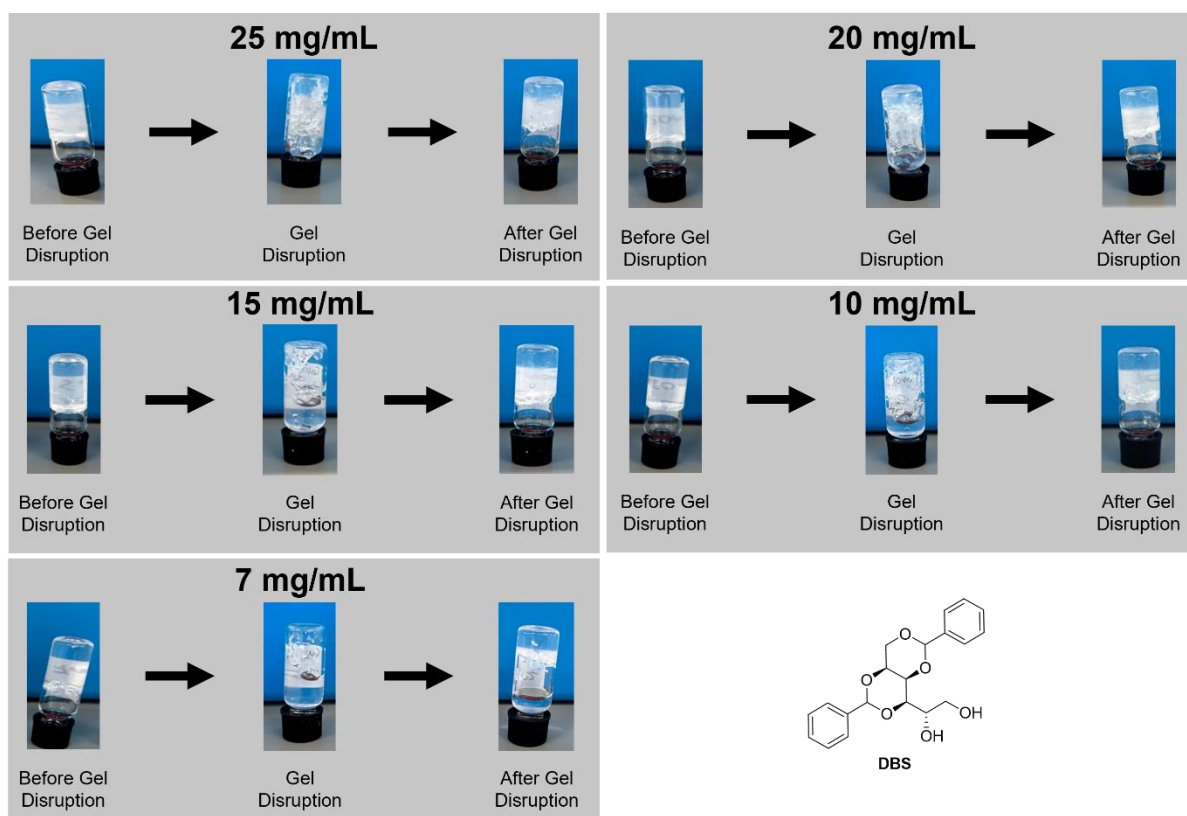 25 mg/mL
Before Gel
Disruption
Gel
Disruption
After Gel
Disruption
20 mg/mL
Before Gel
Disruption
Gel
Disruption
After Gel
Disruption
15 mg/mL
Before Gel
Disruption
Gel
Disruption
After Gel
Disruption
10 mg/mL
Before Gel
Disruption
Gel
Disruption
After Gel
Disruption
7 mg/mL
Before Gel
Disruption
Gel
Disruption
After Gel
Disruption
O
O
O
O
OH
OH
DBS